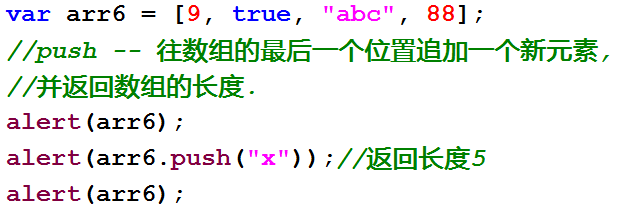 var arr6 = [9, true, "abc", 88];
//push -- 往数组的最后一个位置追加一个新元素,
//并返回数组的长度.
alert(arr6);
alert(arr6.push("x"));//返回长度5
alert(arr6);